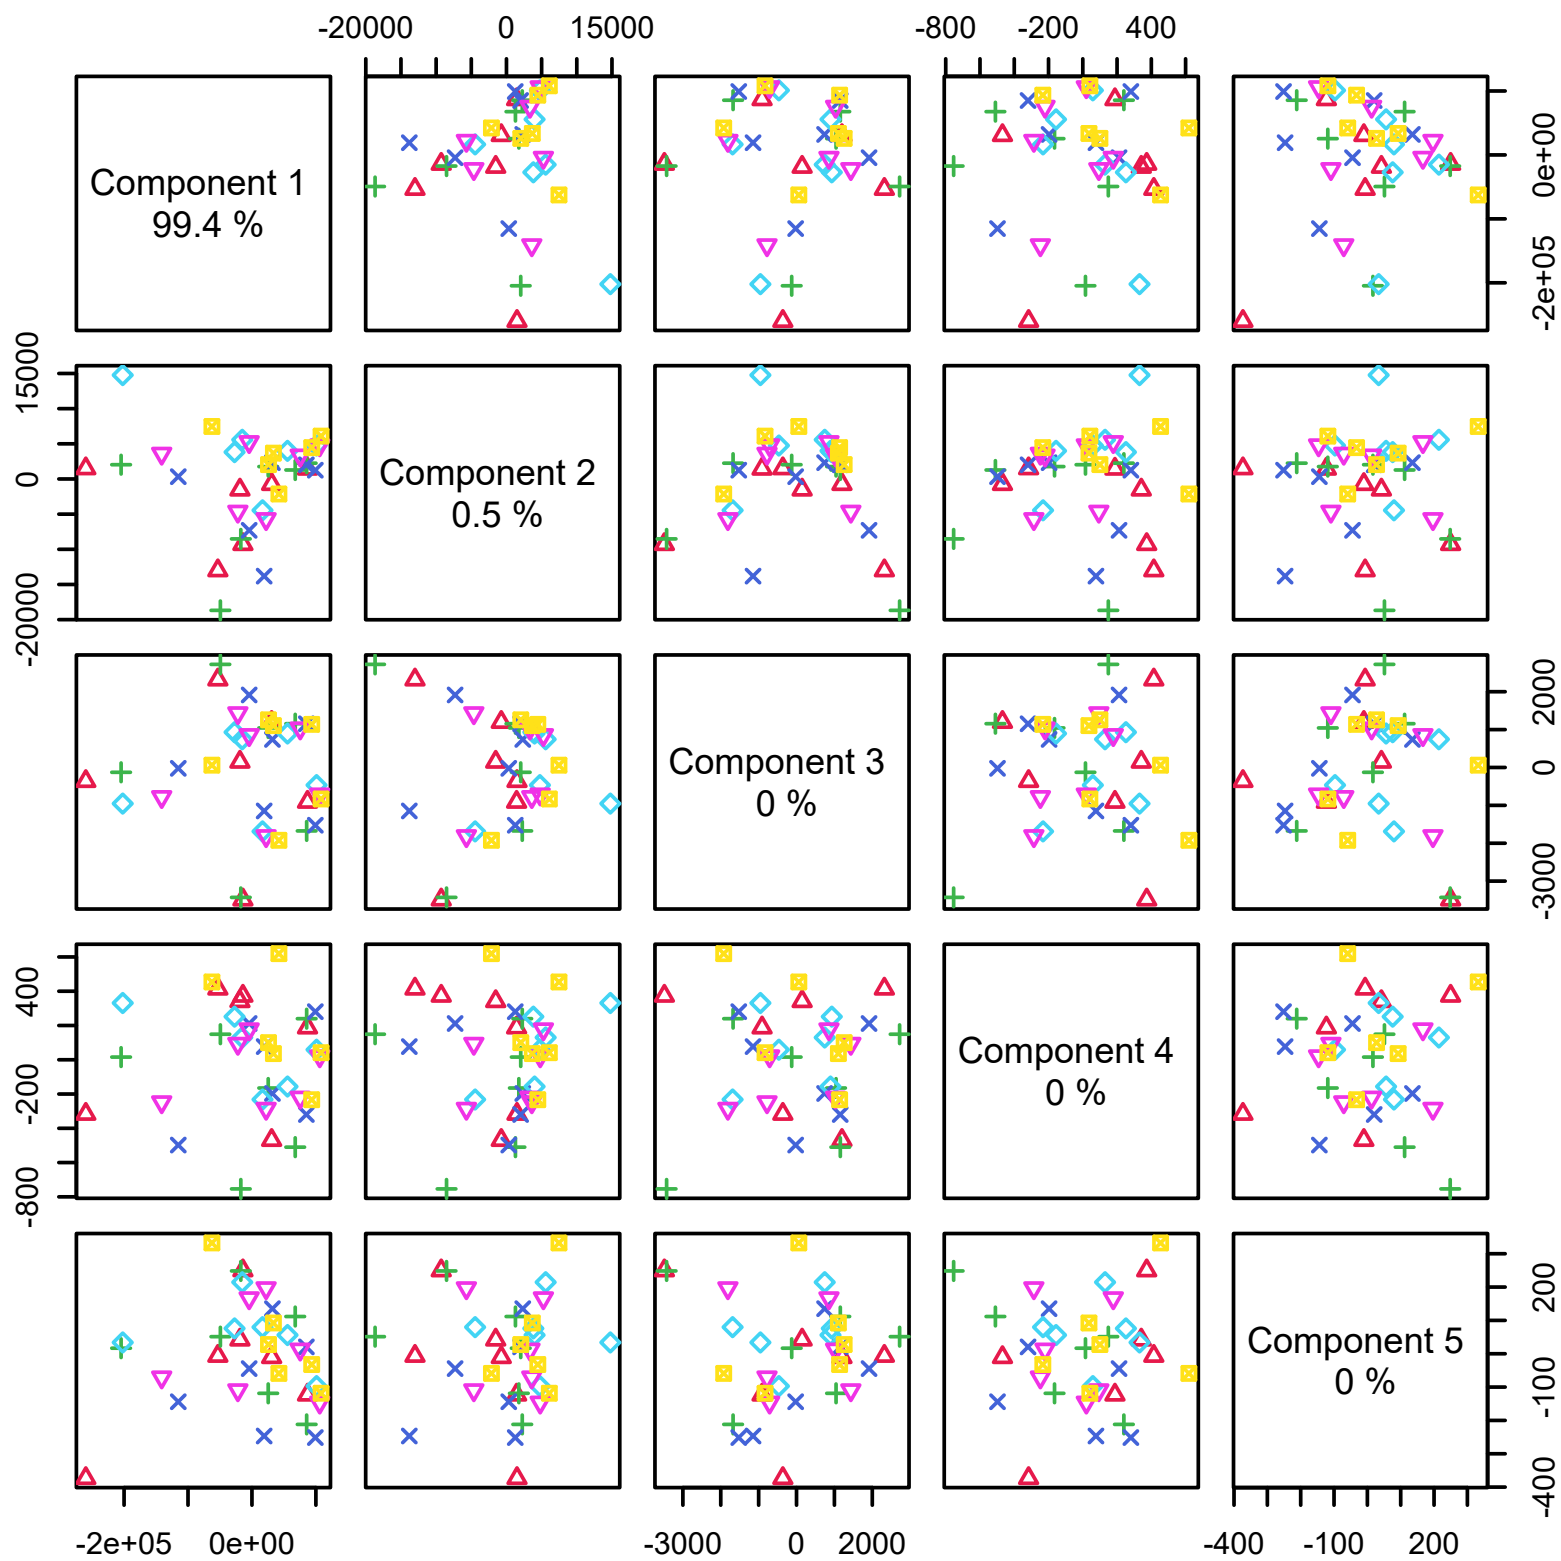 -20000 0 15000 -800 -200 400
Component 1
99.4 %
-2e+05 0e+00
-20000 0 15000
Component 2
0.5 %
Component 3
0 %
-3000 0 2000
-800 -200 400
Component 4
0 %
Component 5
0 %
-400 -100 200
-2e+05 0e+00 -3000 0 2000 -400 -100 200